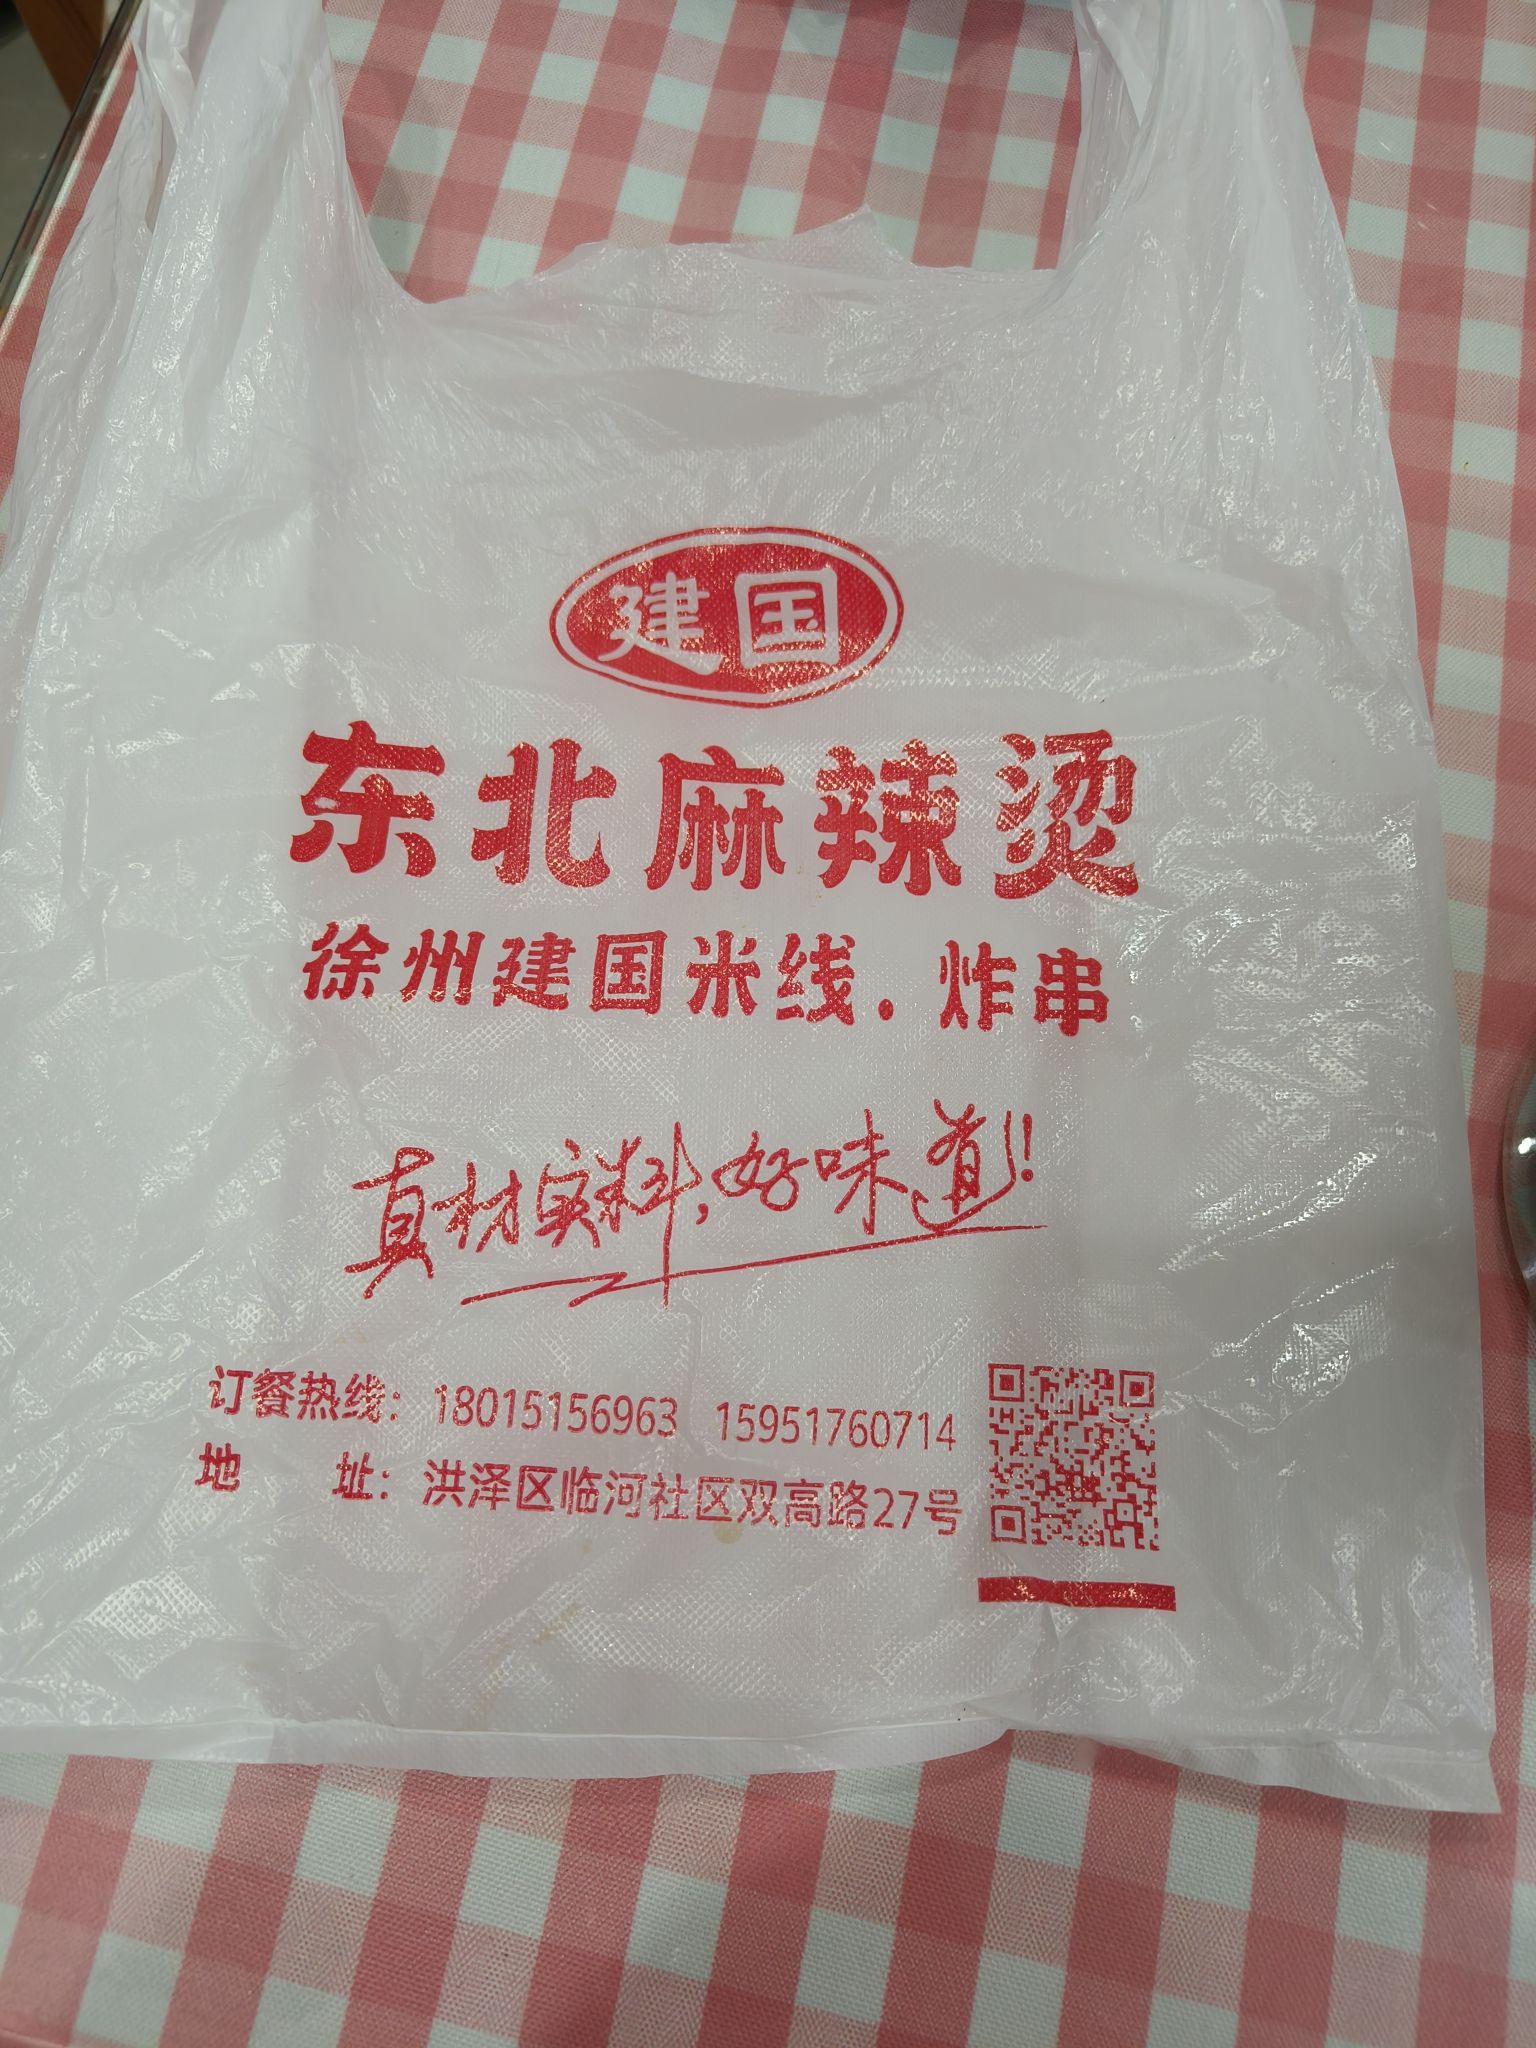 建国
东北麻辣烫
徐州建国米线.炸串
真材实料,好味道!!
订餐热线: 18015156963 15951760714
地 址: 洪泽区临河社区双高路27号